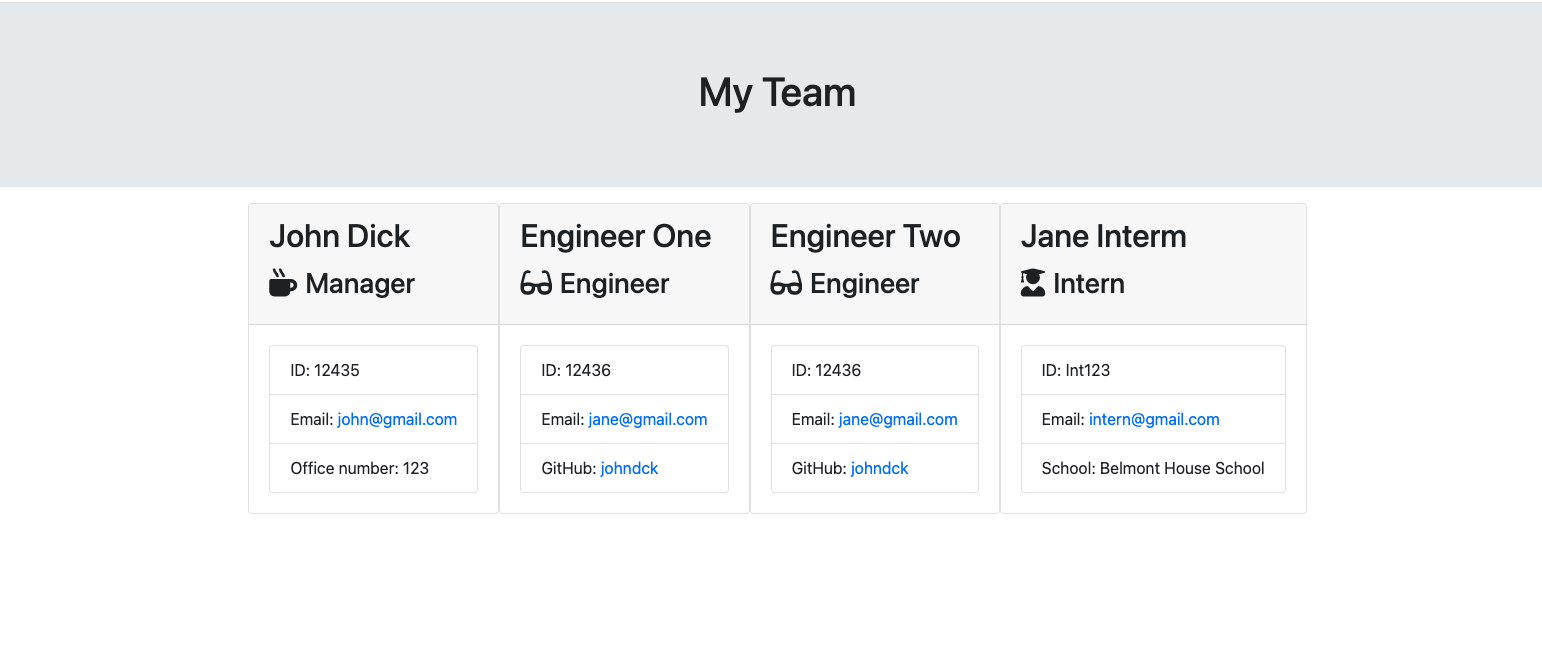 My Team
John Dick
Manager
ID: 12435
Email: john@gmail.com
Office number: 123
Engineer One
Engineer
ID: 12436
Email: jane@gmail.com
GitHub: johndck
Engineer Two
Engineer
ID: 12436
Email: jane@gmail.com
GitHub: johndck
Jane Interm
Intern
ID: Int123
Email: intern@gmail.com
School: Belmont House School